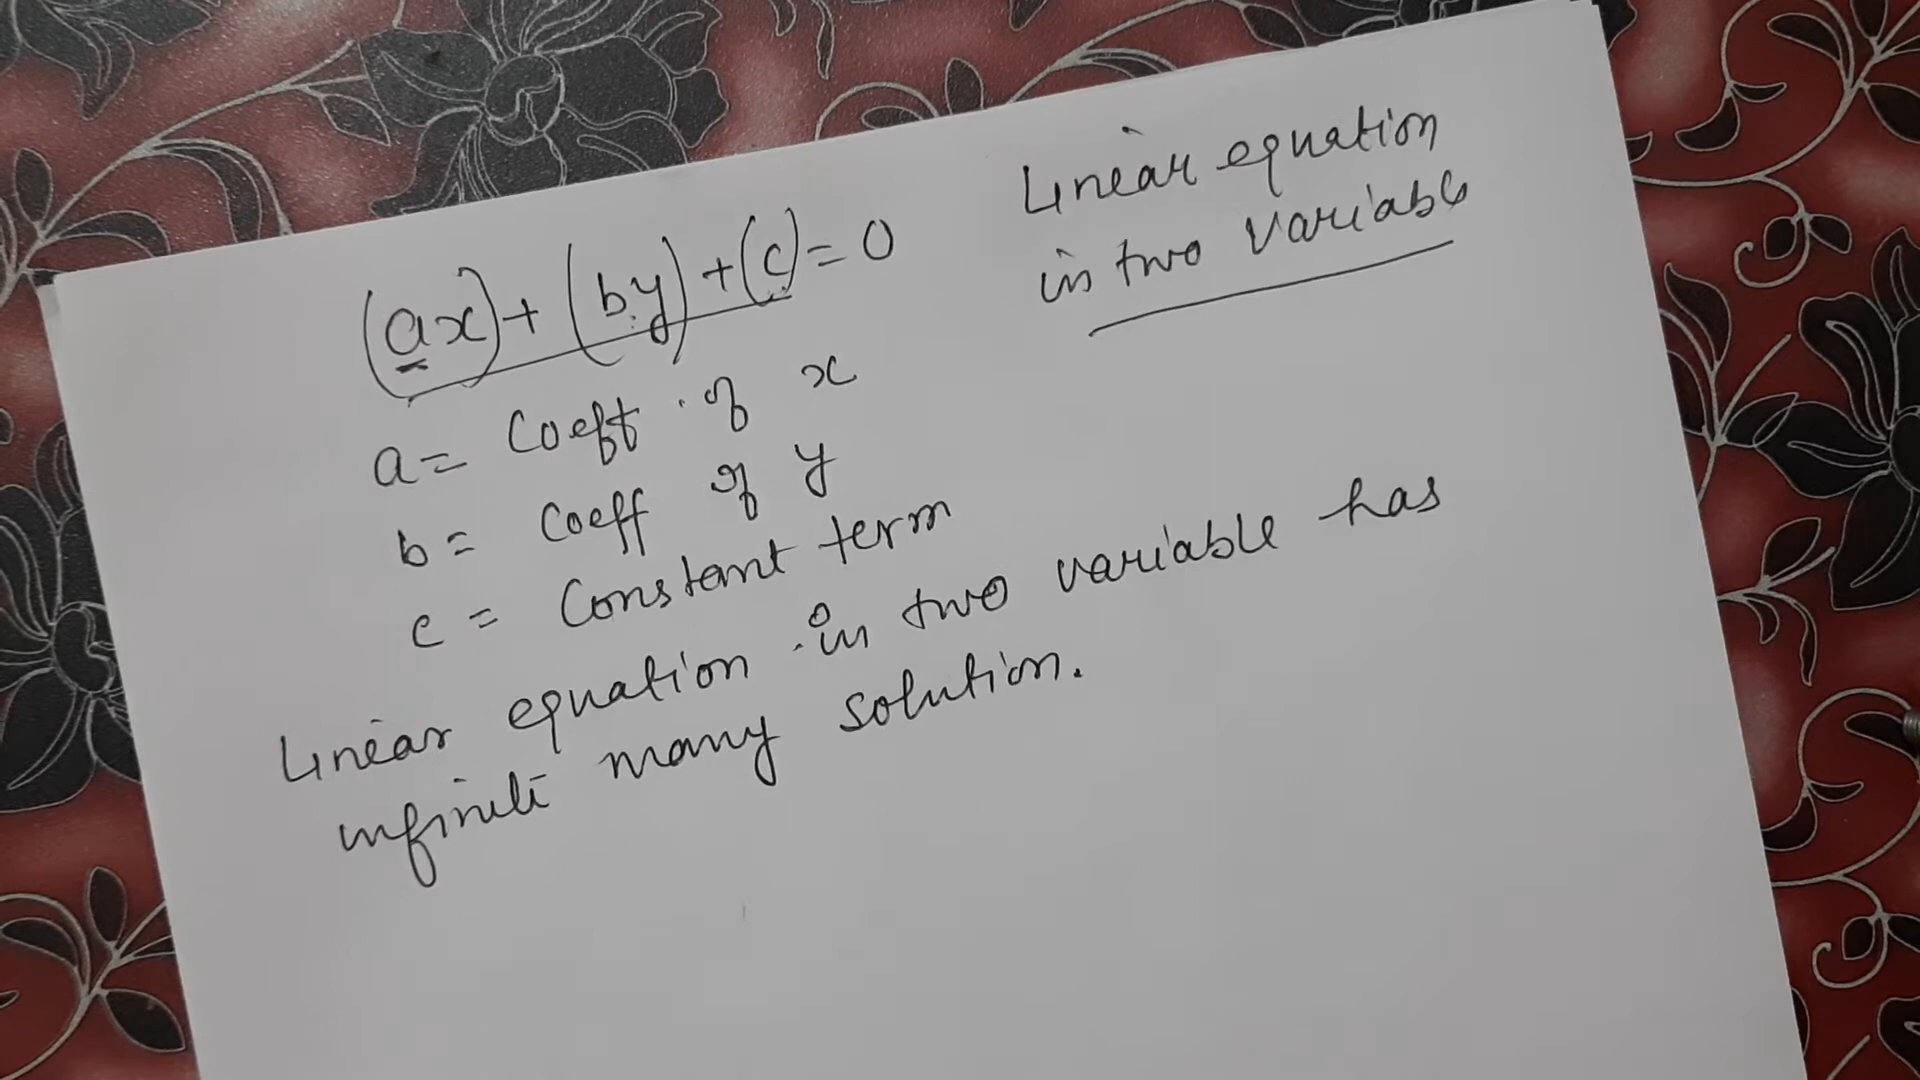 Linear equation
in two variable
(ax) + (by) + (c) = 0
a = Coefft. of x
b = Coeff of y
c = Constant term
Linear equation in two variable has
infinite many solution.